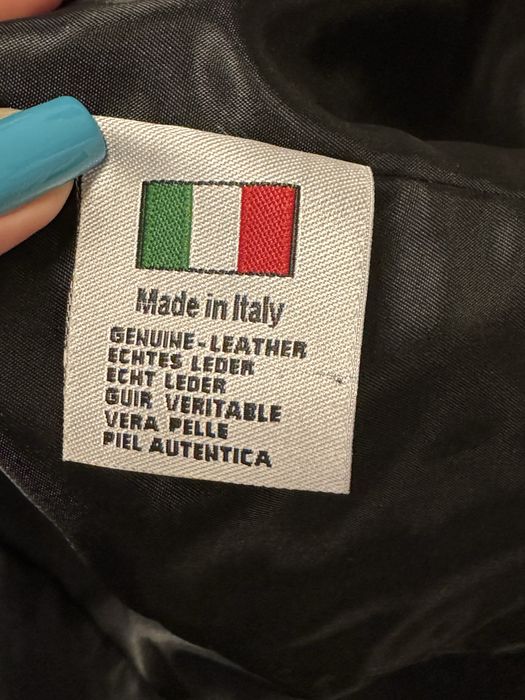 Made in Italy
GENUINE-LEATHER
ECHTES LEDER
ECHT LEDER
GUIR VERITABLE
VERA PELLE
PIEL AUTENTICA